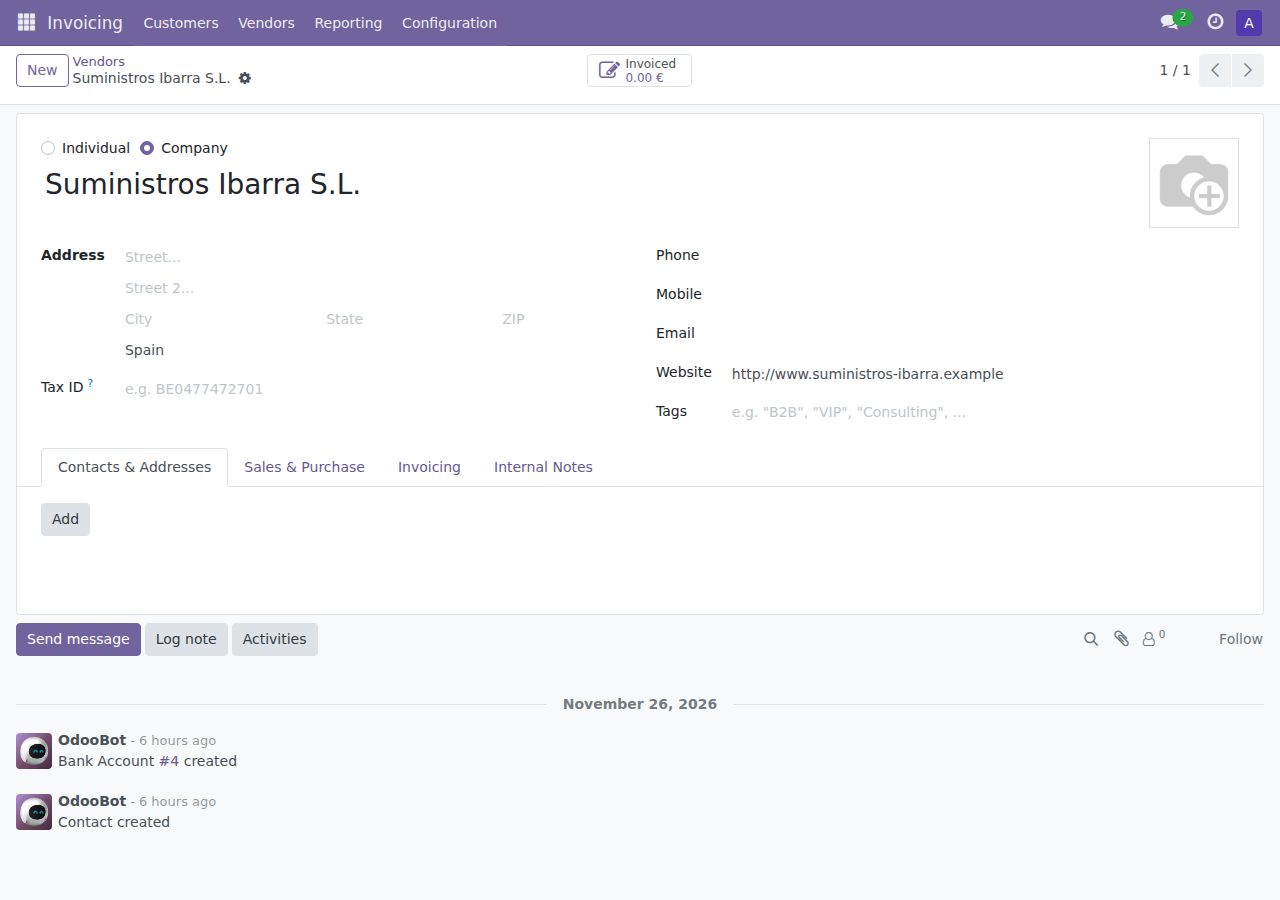 Invoicing Customers Vendors Reporting Configuration 2 A
New Vendors
Suministros Ibarra S.L.
Invoiced
0.00 €
1 / 1
Individual Company
Suministros Ibarra S.L.
Address Street...
Street 2...
City State ZIP
Spain
Tax ID ? e.g. BE0477472701
Phone
Mobile
Email
Website http://www.suministros-ibarra.example
Tags e.g. "B2B", "VIP", "Consulting", ...
Contacts & Addresses Sales & Purchase Invoicing Internal Notes
Add
Send message Log note Activities 0 Follow
November 26, 2026
OdooBot - 6 hours ago
Bank Account #4 created
OdooBot - 6 hours ago
Contact created